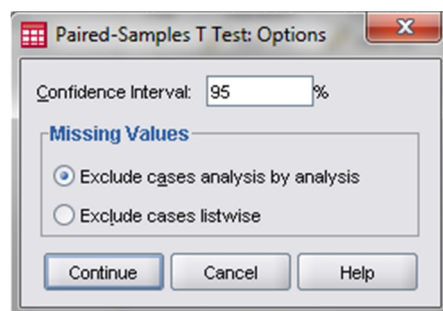 Paired-Samples T Test: Options
Confidence Interval: 95 %
Missing Values
Exclude cases analysis by analysis
Exclude cases listwise
Continue Cancel Help